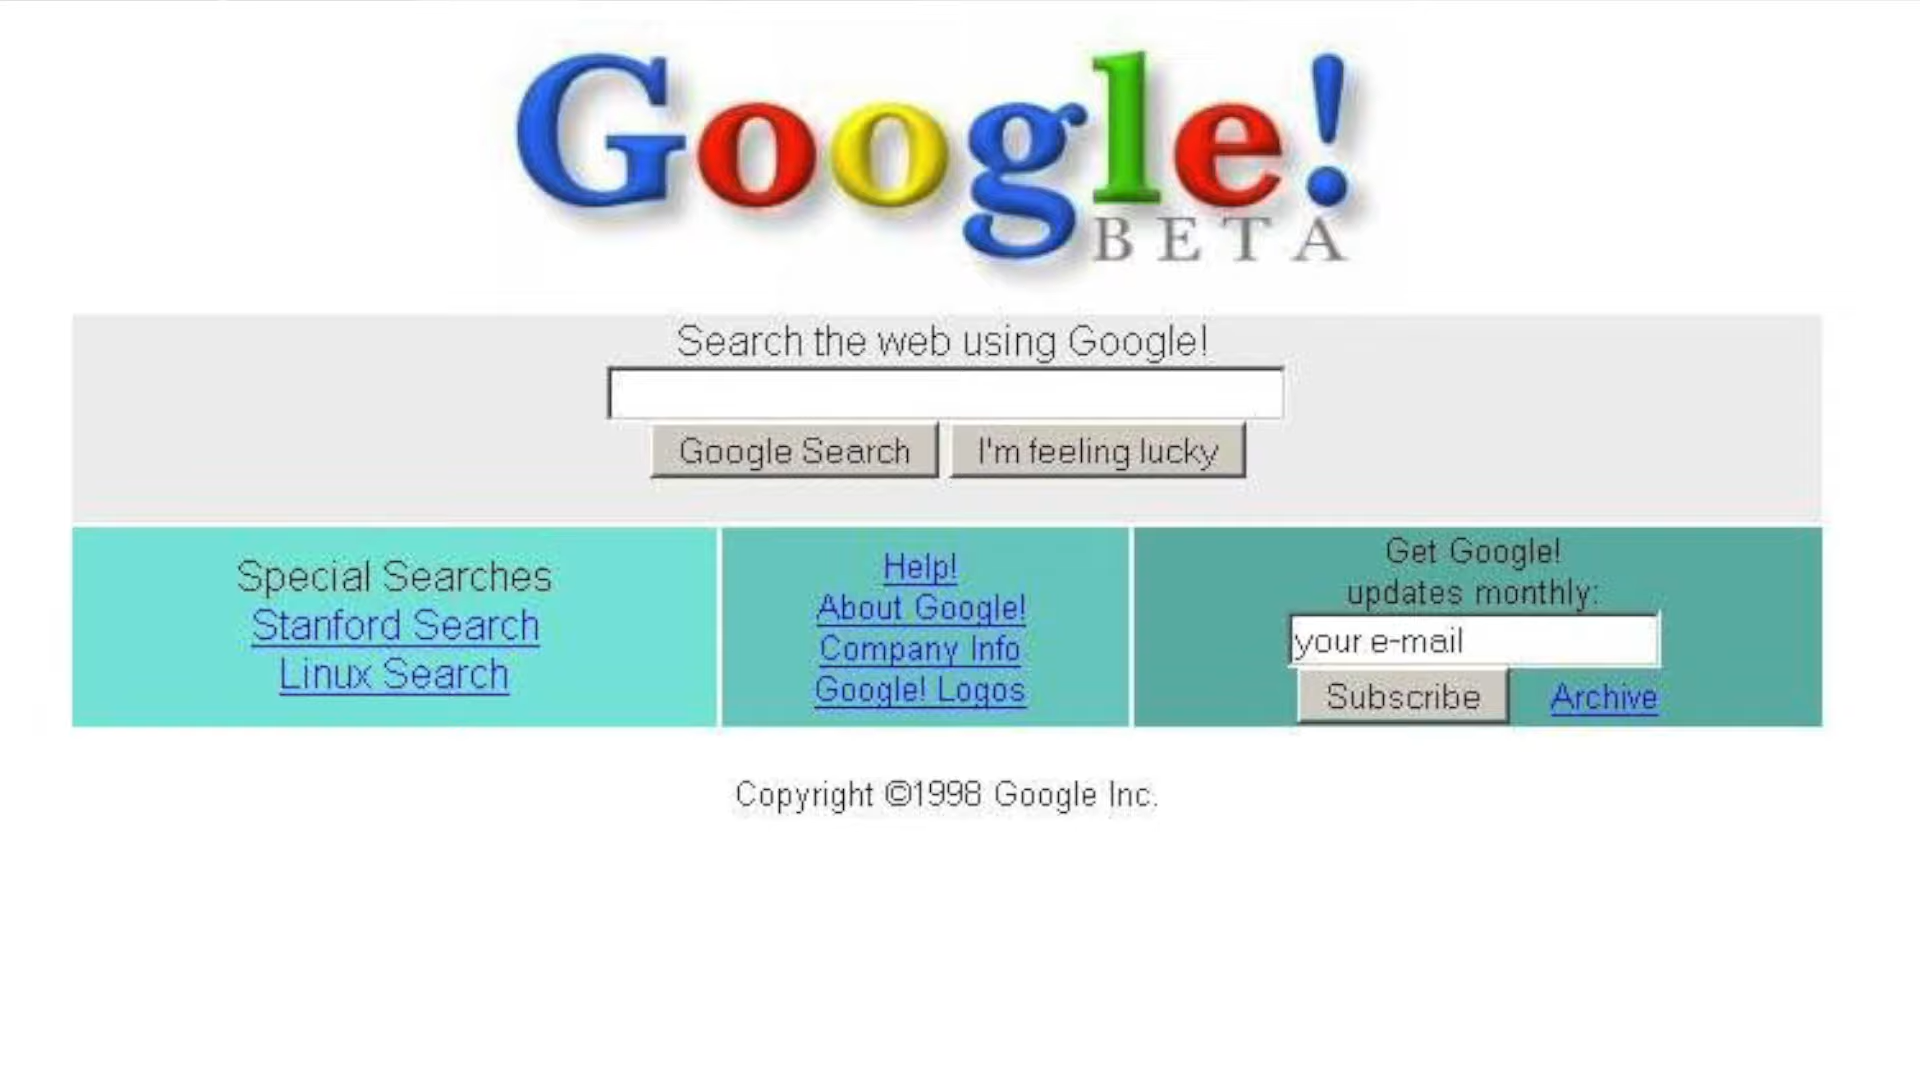 Google!
BETA
Search the web using Google!
Google Search
I'm feeling lucky
Special Searches
Stanford Search
Linux Search
Help!
About Google!
Company Info
Google! Logos
Get Google!
updates monthly:
your e-mail
Subscribe
Archive
Copyright ©1998 Google Inc.